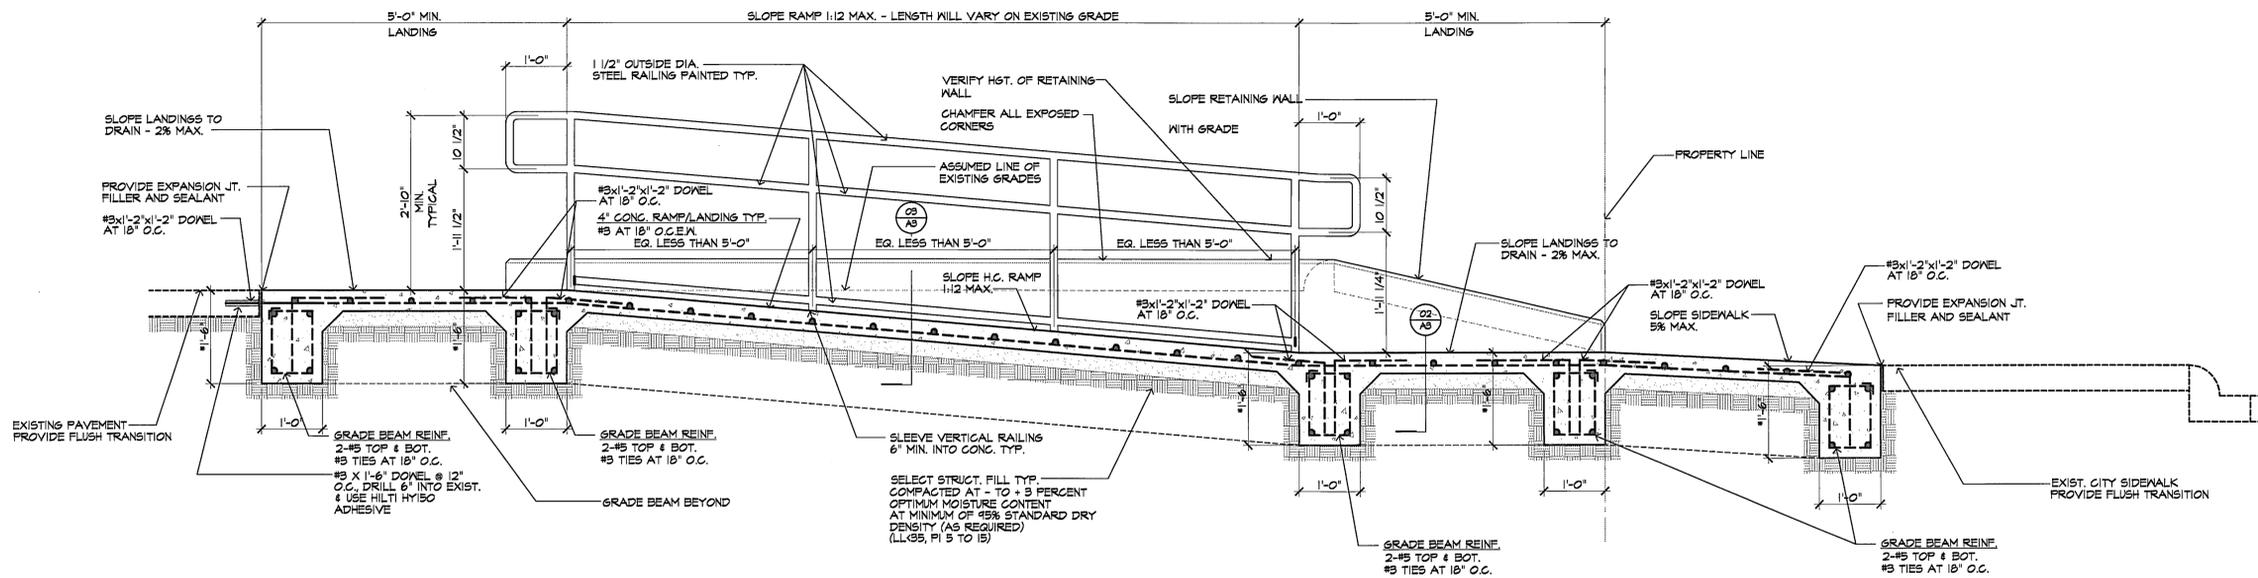 5'-0" MIN.
LANDING
SLOPE RAMP 1:12 MAX. - LENGTH WILL VARY ON EXISTING GRADE
5'-0" MIN.
LANDING
1'-0"
1 1/2" OUTSIDE DIA.
STEEL RAILING PAINTED TYP.
VERIFY HGT. OF RETAINING
WALL
CHAMFER ALL EXPOSED
CORNERS
SLOPE RETAINING WALL
WITH GRADE
1'-0"
SLOPE LANDINGS TO
DRAIN - 2% MAX.
10 1/2"
2'-10"
MIN.
TYPICAL
1'-11 1/2"
PROPERTY LINE
ASSUMED LINE OF
EXISTING GRADES
PROVIDE EXPANSION JT.
FILLER AND SEALANT
#3x1'-2"x1'-2" DOWEL
AT 18" O.C.
#3x1'-2"x1'-2" DOWEL
AT 18" O.C.
4" CONC. RAMP/LANDING TYP.
#3 AT 18" O.C.E.W.
03
A3
10 1/2"
1'-11 1/4"
EQ. LESS THAN 5'-0"
EQ. LESS THAN 5'-0"
EQ. LESS THAN 5'-0"
SLOPE LANDINGS TO
DRAIN - 2% MAX.
#3x1'-2"x1'-2" DOWEL
AT 18" O.C.
SLOPE H.C. RAMP
1:12 MAX.
#3x1'-2"x1'-2" DOWEL
AT 18" O.C.
#3x1'-2"x1'-2" DOWEL
AT 18" O.C.
PROVIDE EXPANSION JT.
FILLER AND SEALANT
SLOPE SIDEWALK
5% MAX.
02
A3
*1'-6"
*1'-6"
*1'-6"
*1'-6"
*1'-6"
EXISTING PAVEMENT
PROVIDE FLUSH TRANSITION
1'-0"
1'-0"
GRADE BEAM REINF.
2-#5 TOP & BOT.
#3 TIES AT 18" O.C.
#3 X 1'-6" DOWEL @ 12"
O.C., DRILL 6" INTO EXIST.
& USE HILTI HY150
ADHESIVE
GRADE BEAM REINF.
2-#5 TOP & BOT.
#3 TIES AT 18" O.C.
GRADE BEAM BEYOND
SLEEVE VERTICAL RAILING
6" MIN. INTO CONC. TYP.
SELECT STRUCT. FILL TYP.
COMPACTED AT - TO + 3 PERCENT
OPTIMUM MOISTURE CONTENT
AT MINIMUM OF 95% STANDARD DRY
DENSITY (AS REQUIRED)
(LL<35, PI 5 TO 15)
1'-0"
1'-0"
1'-0"
EXIST. CITY SIDEWALK
PROVIDE FLUSH TRANSITION
GRADE BEAM REINF.
2-#5 TOP & BOT.
#3 TIES AT 18" O.C.
GRADE BEAM REINF.
2-#5 TOP & BOT.
#3 TIES AT 18" O.C.